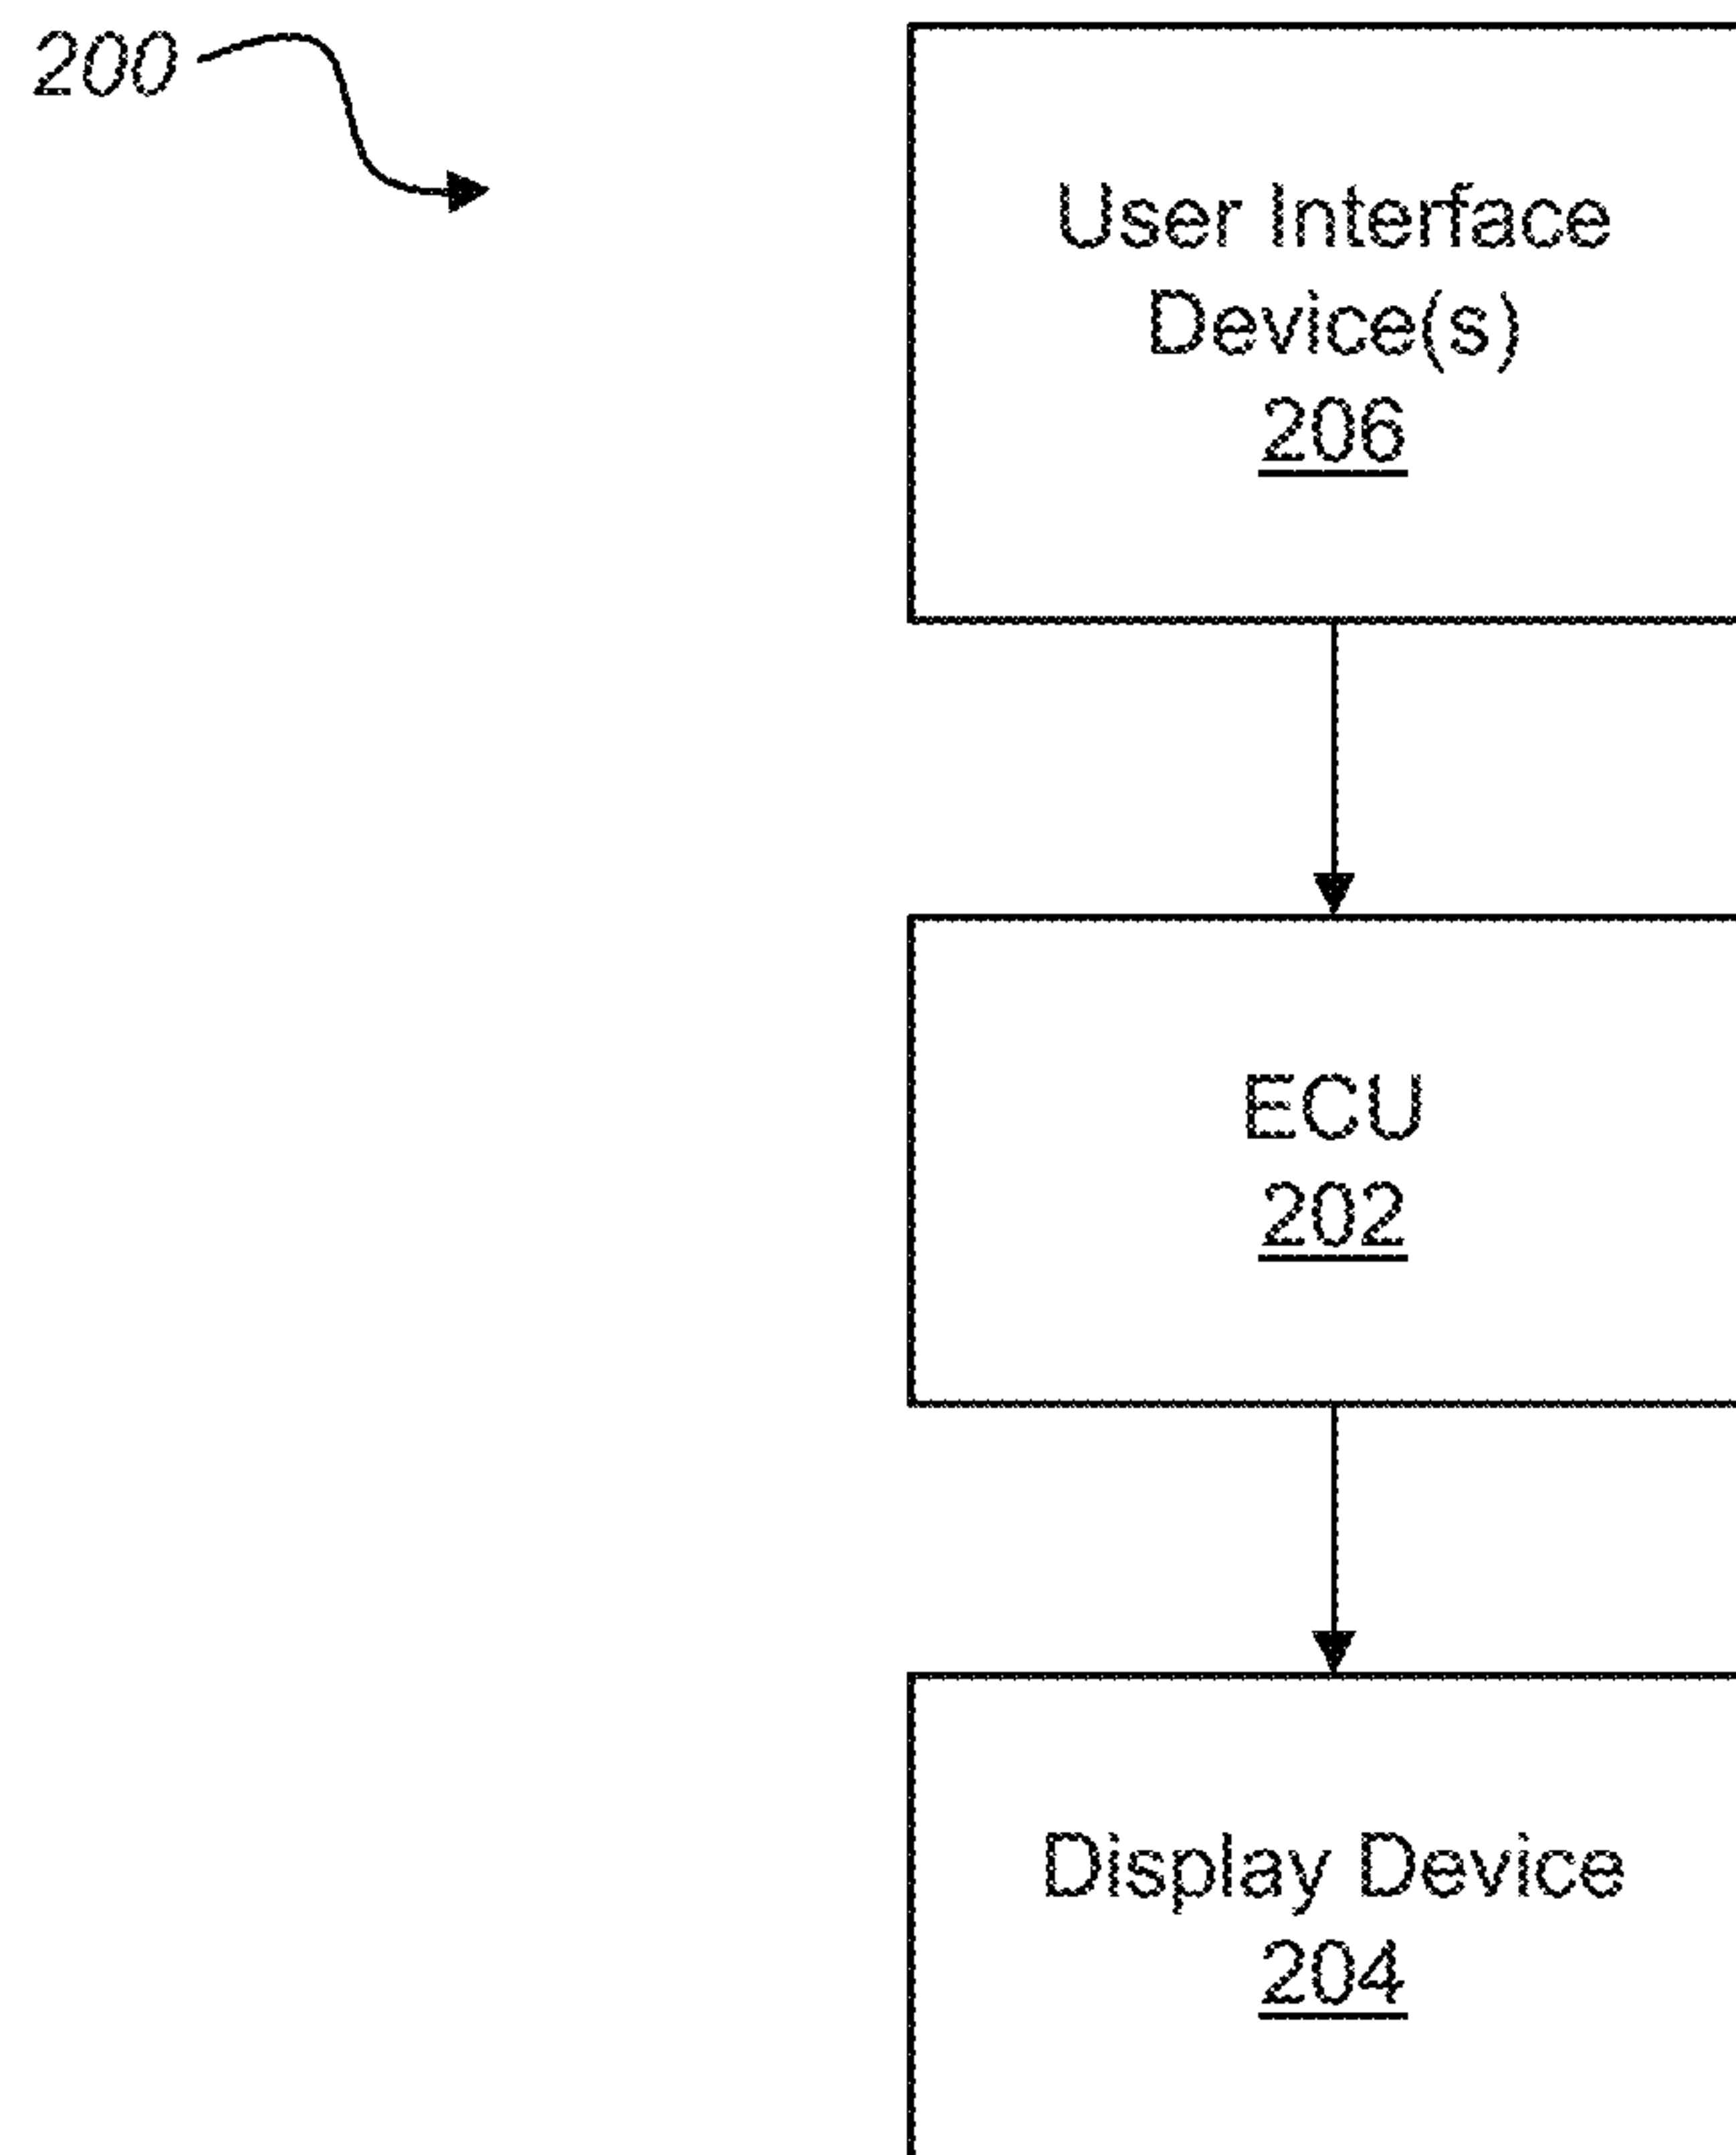 200
User Interface
Device(s)
206
ECU
202
Display Device
204